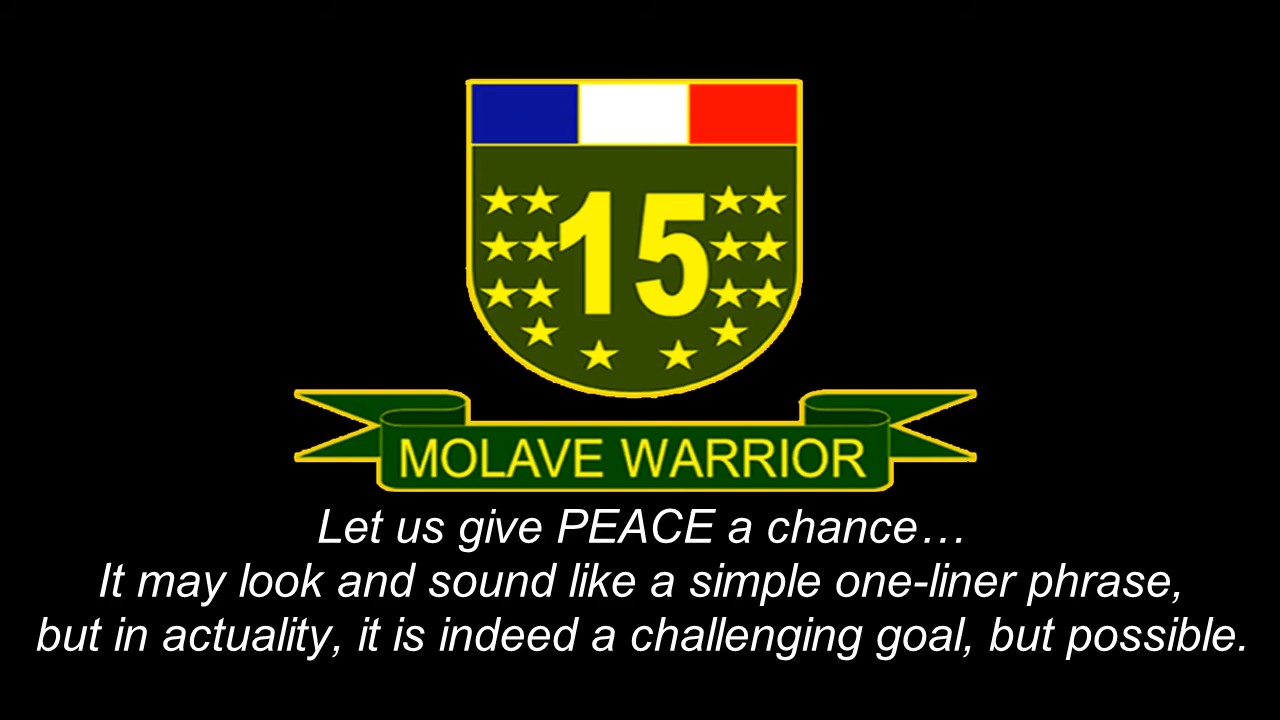 15
MOLAVE WARRIOR
Let us give PEACE a chance…
It may look and sound like a simple one-liner phrase,
but in actuality, it is indeed a challenging goal, but possible.